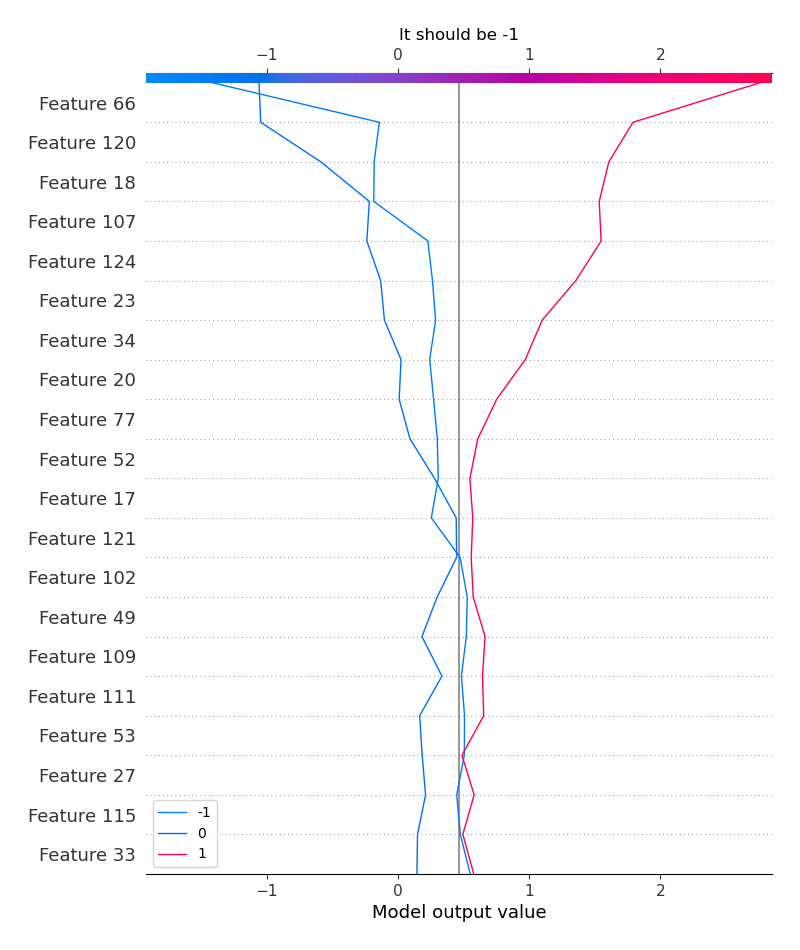 It should be -1
−1 0 1 2
Feature 66
Feature 120
Feature 18
Feature 107
Feature 124
Feature 23
Feature 34
Feature 20
Feature 77
Feature 52
Feature 17
Feature 121
Feature 102
Feature 49
Feature 109
Feature 111
Feature 53
Feature 27
Feature 115
Feature 33
-1
0
1
−1 0 1 2
Model output value